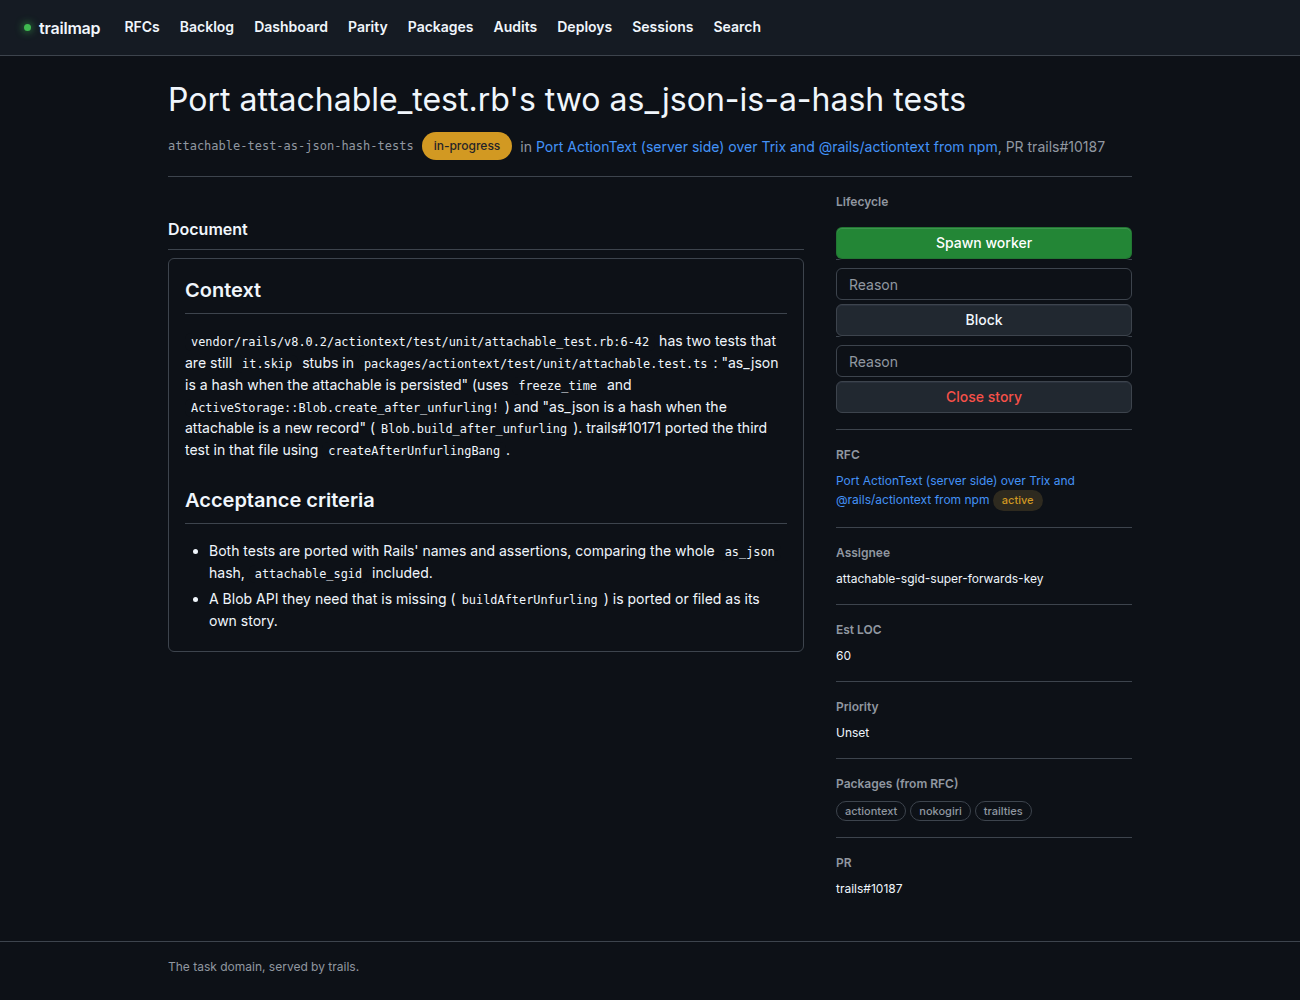 trailmap RFCs Backlog Dashboard Parity Packages Audits Deploys Sessions Search
Port attachable_test.rb's two as_json-is-a-hash tests
attachable-test-as-json-hash-tests in-progress in Port ActionText (server side) over Trix and @rails/actiontext from npm, PR trails#10187
Document
Context
vendor/rails/v8.0.2/actiontext/test/unit/attachable_test.rb:6-42 has two tests that
are still it.skip stubs in packages/actiontext/test/unit/attachable.test.ts : "as_json
is a hash when the attachable is persisted" (uses freeze_time and
ActiveStorage::Blob.create_after_unfurling! ) and "as_json is a hash when the
attachable is a new record" ( Blob.build_after_unfurling ). trails#10171 ported the third
test in that file using createAfterUnfurlingBang .
Acceptance criteria
• Both tests are ported with Rails' names and assertions, comparing the whole as_json
hash, attachable_sgid included.
• A Blob API they need that is missing ( buildAfterUnfurling ) is ported or filed as its
own story.
Lifecycle
Spawn worker
Reason
Block
Reason
Close story
RFC
Port ActionText (server side) over Trix and
@rails/actiontext from npm active
Assignee
attachable-sgid-super-forwards-key
Est LOC
60
Priority
Unset
Packages (from RFC)
actiontext nokogiri trailties
PR
trails#10187
The task domain, served by trails.